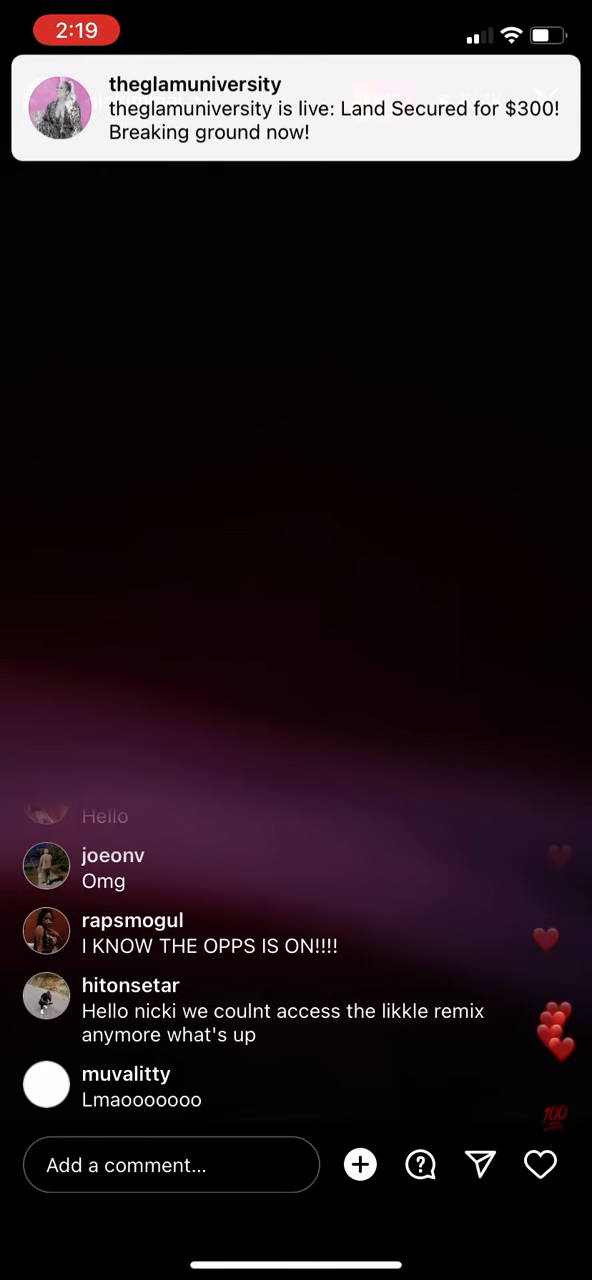 2:19
theglamuniversity
theglamuniversity is live: Land Secured for $300!
Breaking ground now!
Hello
joeonv
Omg
rapsmogul
I KNOW THE OPPS IS ON!!!!
hitonsetar
Hello nicki we coulnt access the likkle remix
anymore what's up
muvalitty
Lmaooooooo
100
Add a comment...